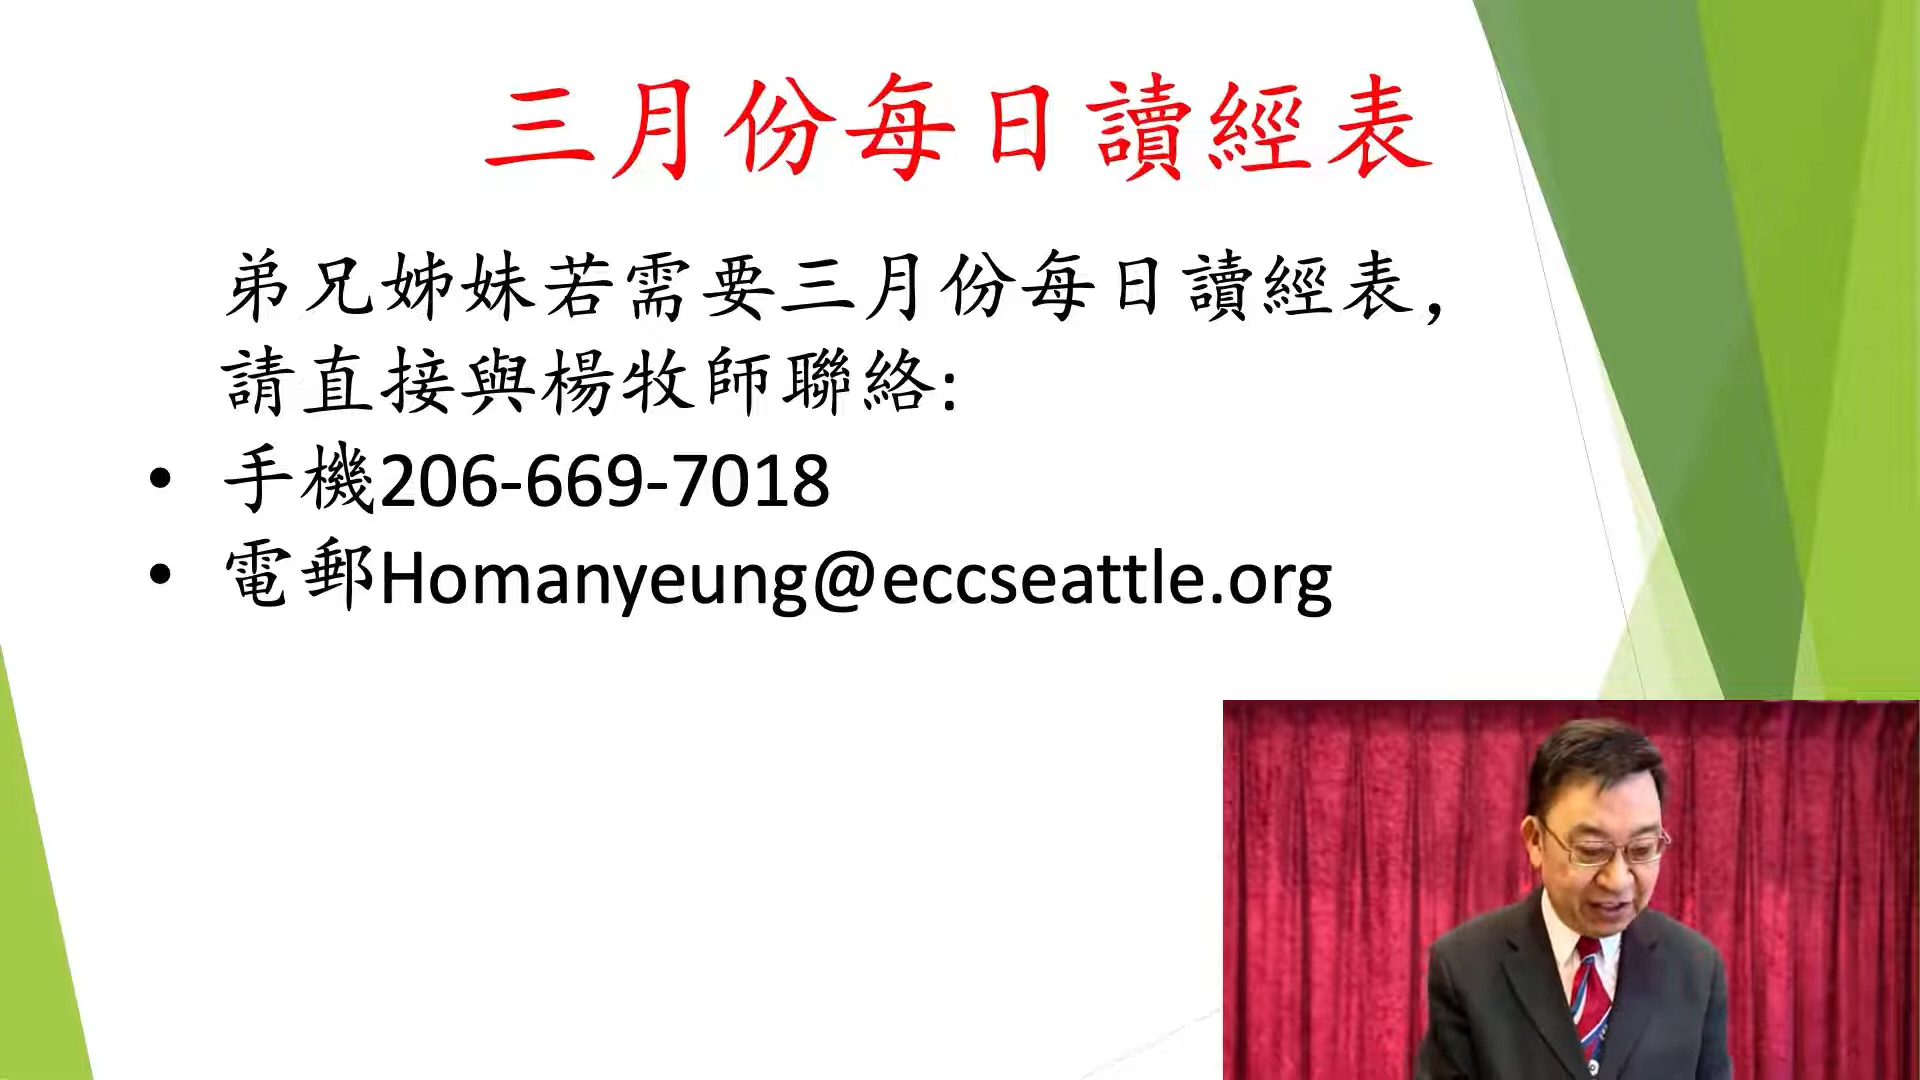 三月份每日讀經表
弟兄姊妹若需要三月份每日讀經表，
請直接與楊牧師聯絡:
• 手機206-669-7018
• 電郵Homanyeung@eccseattle.org